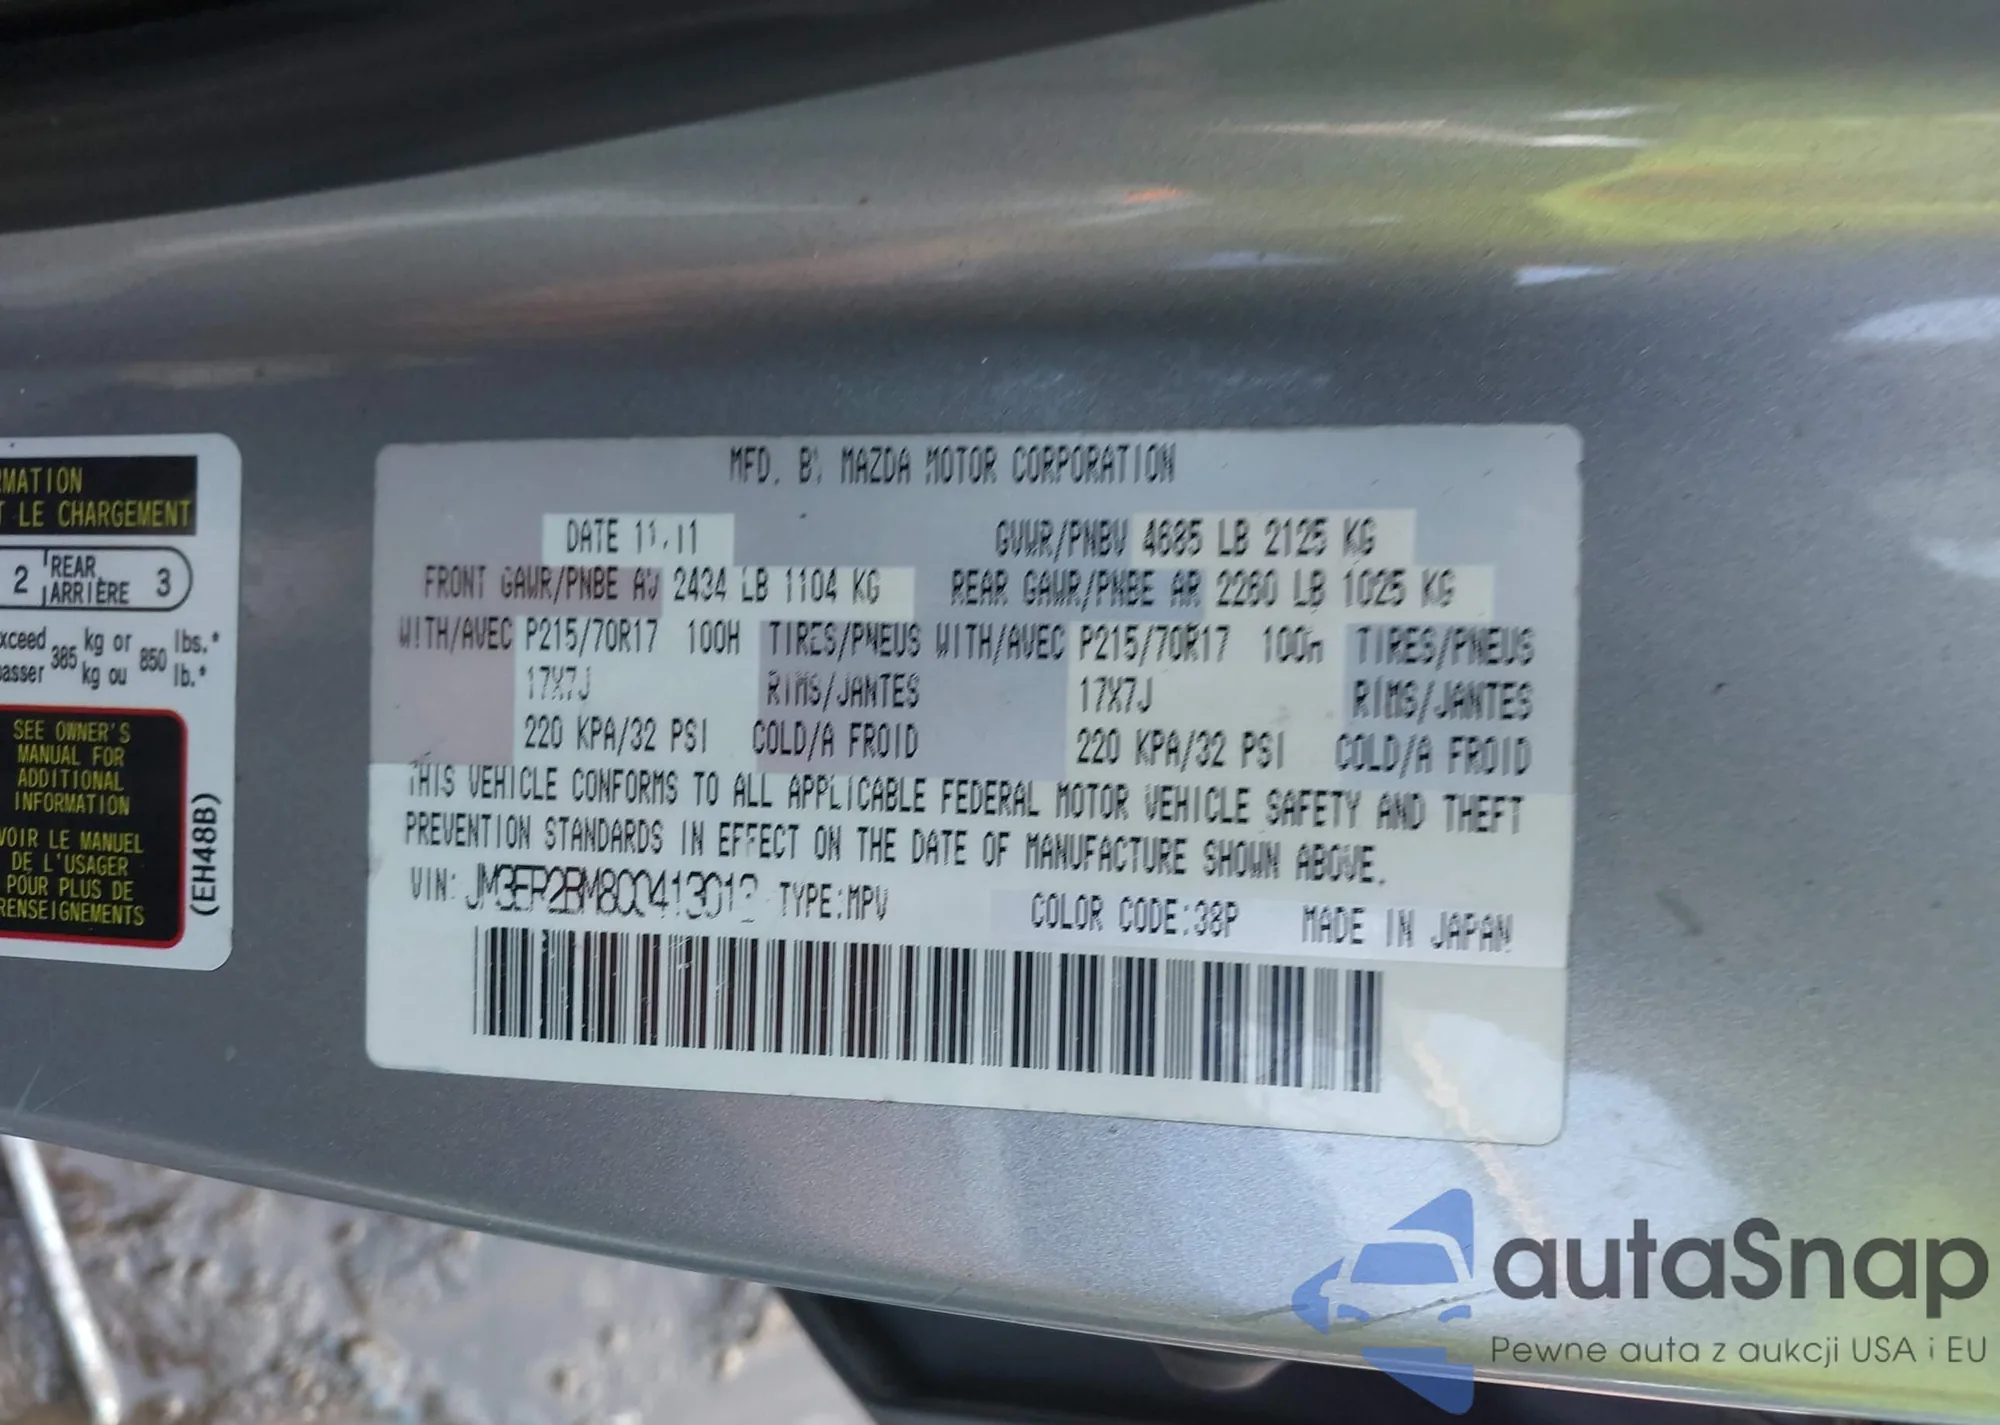 RMATION
T LE CHARGEMENT
2 REAR ARRIÈRE 3
xceed 385 kg or 850 lbs.*
passer kg ou lb.*
SEE OWNER'S
MANUAL FOR
ADDITIONAL
INFORMATION
VOIR LE MANUEL
DE L'USAGER
POUR PLUS DE
RENSEIGNEMENTS
(EH48B)
MFD. BY MAZDA MOTOR CORPORATION
DATE 11.11 GVWR/PNBV 4685 LB 2125 KG
FRONT GAWR/PNBE AV 2434 LB 1104 KG REAR GAWR/PNBE AR 2260 LB 1025 KG
WITH/AVEC P215/70R17 100H TIRES/PNEUS WITH/AVEC P215/70R17 100H TIRES/PNEUS
17X7J RIMS/JANTES 17X7J RIMS/JANTES
220 KPA/32 PSI COLD/A FROID 220 KPA/32 PSI COLD/A FROID
THIS VEHICLE CONFORMS TO ALL APPLICABLE FEDERAL MOTOR VEHICLE SAFETY AND THEFT
PREVENTION STANDARDS IN EFFECT ON THE DATE OF MANUFACTURE SHOWN ABOVE.
VIN: TYPE:MPV COLOR CODE:38P MADE IN JAPAN
autaSnap
Pewne auta z aukcji USA i EU